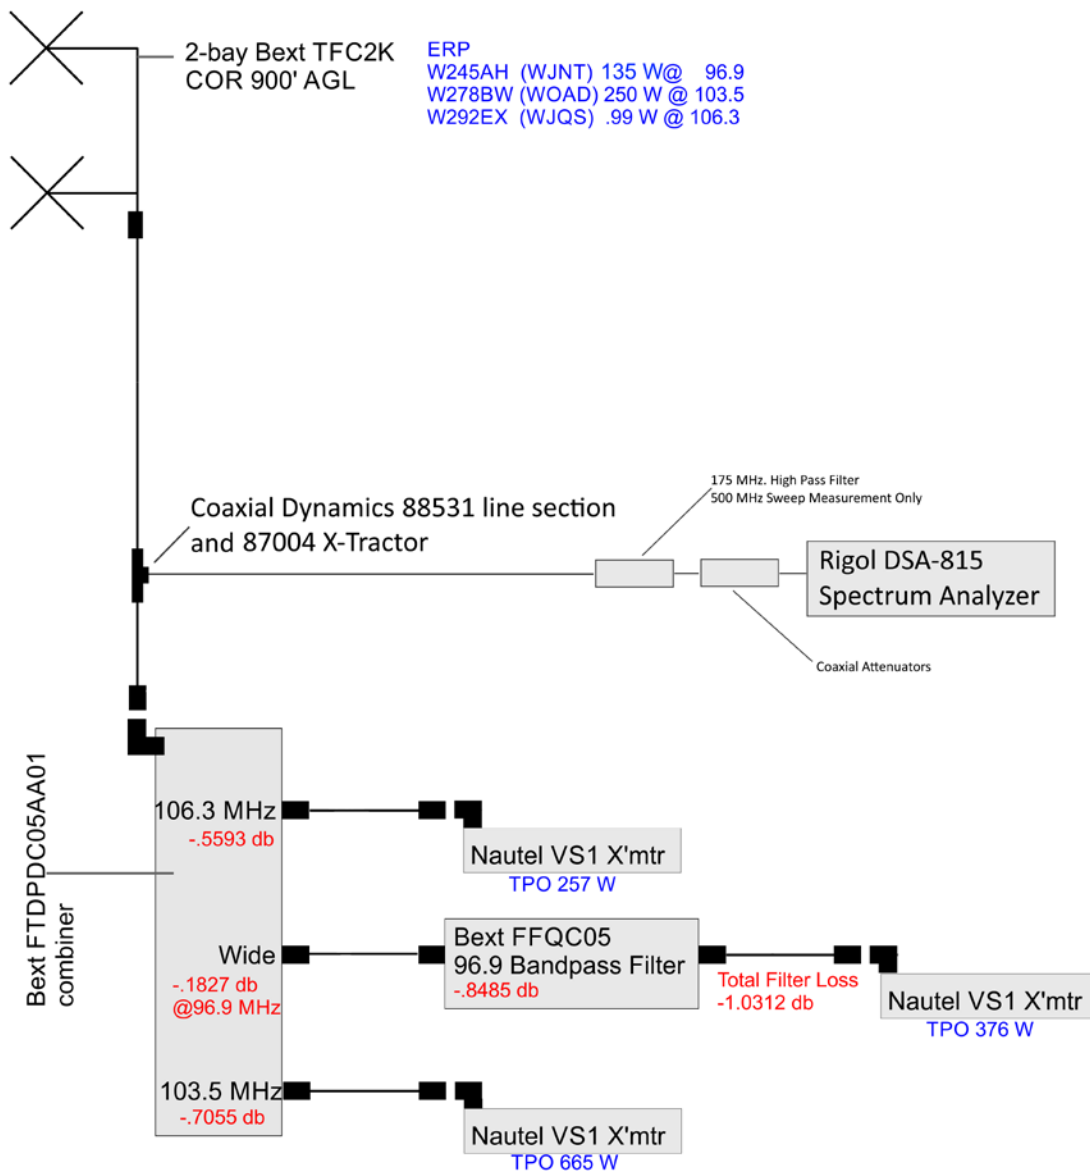 2-bay Bext TFC2K
COR 900' AGL
ERP
W245AH (WJNT) 135 W@ 96.9
W278BW (WOAD) 250 W @ 103.5
W292EX (WJQS) .99 W @ 106.3
175 MHz. High Pass Filter
500 MHz Sweep Measurement Only
Coaxial Dynamics 88531 line section
and 87004 X-Tractor
Rigol DSA-815
Spectrum Analyzer
Coaxial Attenuators
Bext FTDPDC05AA01
combiner
106.3 MHz
-.5593 db
Nautel VS1 X'mtr
TPO 257 W
Wide
-.1827 db
@96.9 MHz
Bext FFQC05
96.9 Bandpass Filter
-.8485 db
Total Filter Loss
-1.0312 db
Nautel VS1 X'mtr
TPO 376 W
103.5 MHz
-.7055 db
Nautel VS1 X'mtr
TPO 665 W